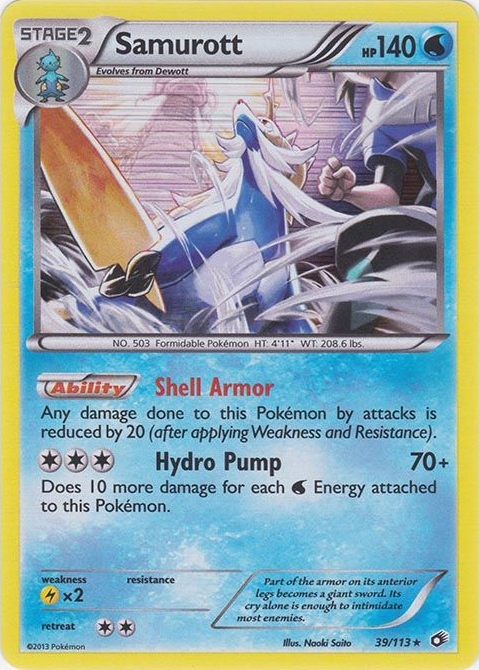 STAGE2 Samurott HP140
Evolves from Dewott
NO. 503 Formidable Pokémon HT: 4'11" WT: 208.6 lbs.
Ability Shell Armor
Any damage done to this Pokémon by attacks is
reduced by 20 (after applying Weakness and Resistance).
Hydro Pump 70+
Does 10 more damage for each Energy attached
to this Pokémon.
weakness resistance
×2
retreat
Part of the armor on its anterior
legs becomes a giant sword. Its
cry alone is enough to intimidate
most enemies.
©2013 Pokémon Illus. Naoki Saito 39/113★